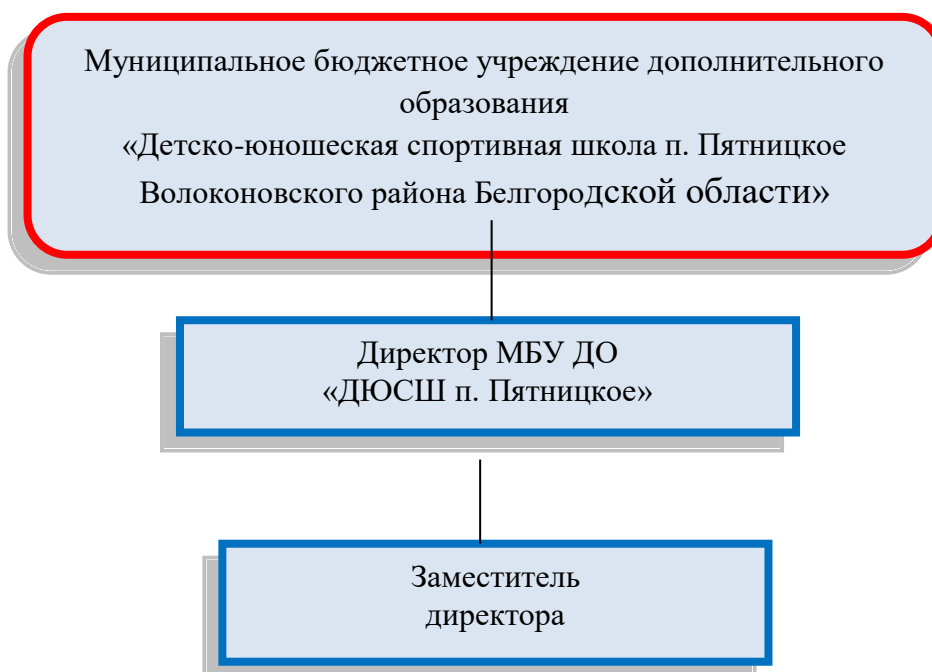 Муниципальное бюджетное учреждение дополнительного
образования
«Детско-юношеская спортивная школа п. Пятницкое
Волоконовского района Белгородской области»
Директор МБУ ДО
«ДЮСШ п. Пятницкое»
Заместитель
директора